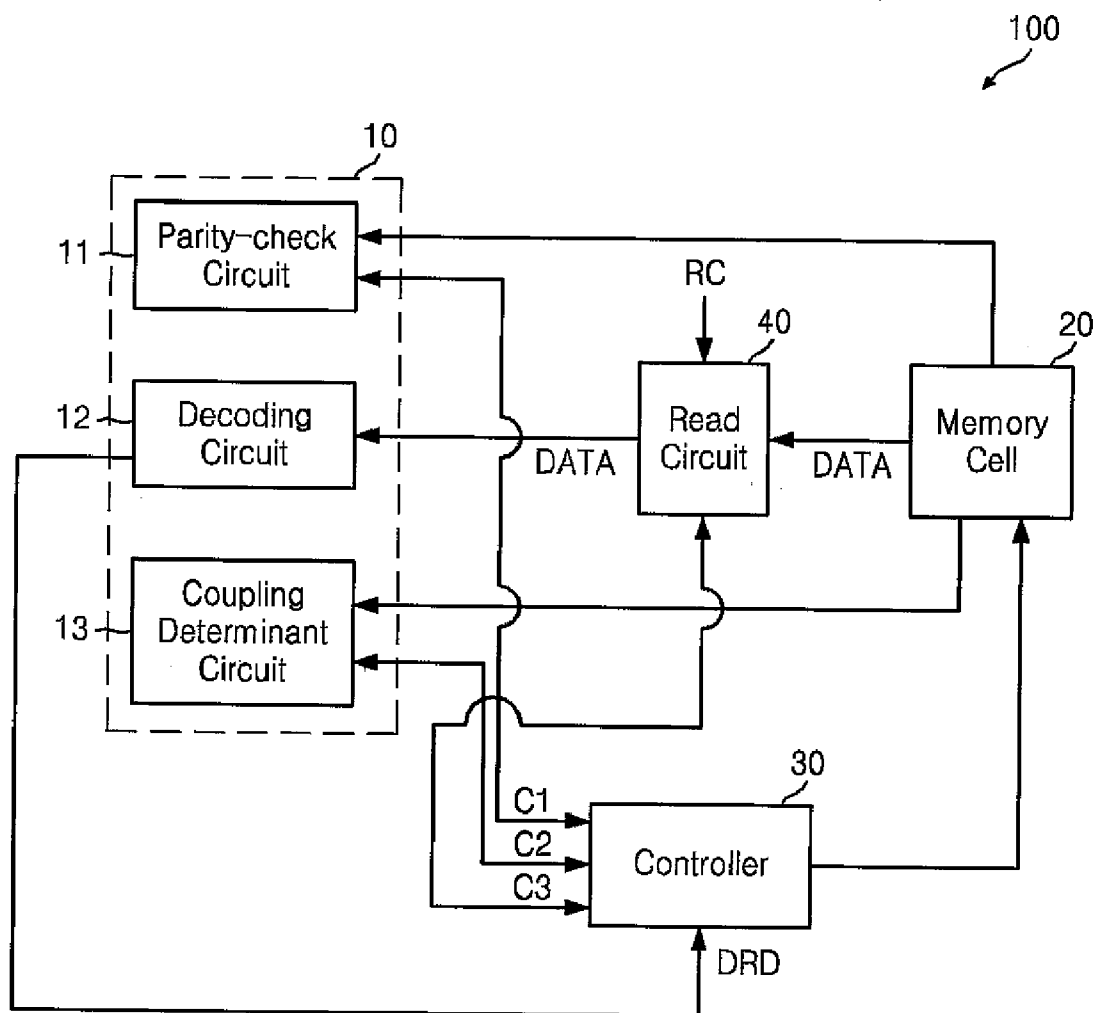 100
10
11
Parity-check
Circuit
RC
40
20
12
Decoding
Circuit
DATA
Read
Circuit
DATA
Memory
Cell
13
Coupling
Determinant
Circuit
30
C1
C2
C3
Controller
DRD